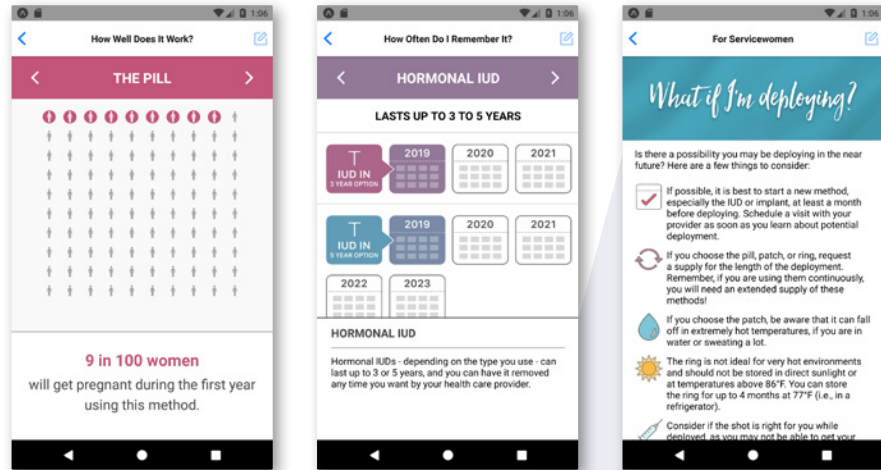 1:06
How Well Does It Work?
THE PILL
9 in 100 women
will get pregnant during the first year
using this method.
1:06
How Often Do I Remember It?
HORMONAL IUD
LASTS UP TO 3 TO 5 YEARS
IUD IN
3 YEAR OPTION
2019
2020
2021
IUD IN
5 YEAR OPTION
2019
2020
2021
2022
2023
HORMONAL IUD
Hormonal IUDs - depending on the type you use - can
last up to 3 or 5 years, and you can have it removed
any time you want by your health care provider.
1:06
For Servicewomen
What if I'm deploying?
Is there a possibility you may be deploying in the near
future? Here are a few things to consider:
If possible, it is best to start a new method,
especially the IUD or implant, at least a month
before deploying. Schedule a visit with your
provider as soon as you learn about potential
deployment.
If you choose the pill, patch, or ring, request
a supply for the length of the deployment.
Remember, if you are using them continuously,
you will need an extended supply of these
methods!
If you choose the patch, be aware that it can fall
off in extremely hot temperatures, if you are in
water or sweating a lot.
The ring is not ideal for very hot environments
and should not be stored in direct sunlight or
at temperatures above 86°F. You can store
the ring for up to 4 months at 77°F (i.e., in a
refrigerator).
Consider if the shot is right for you while
deployed, as you may not be able to get your